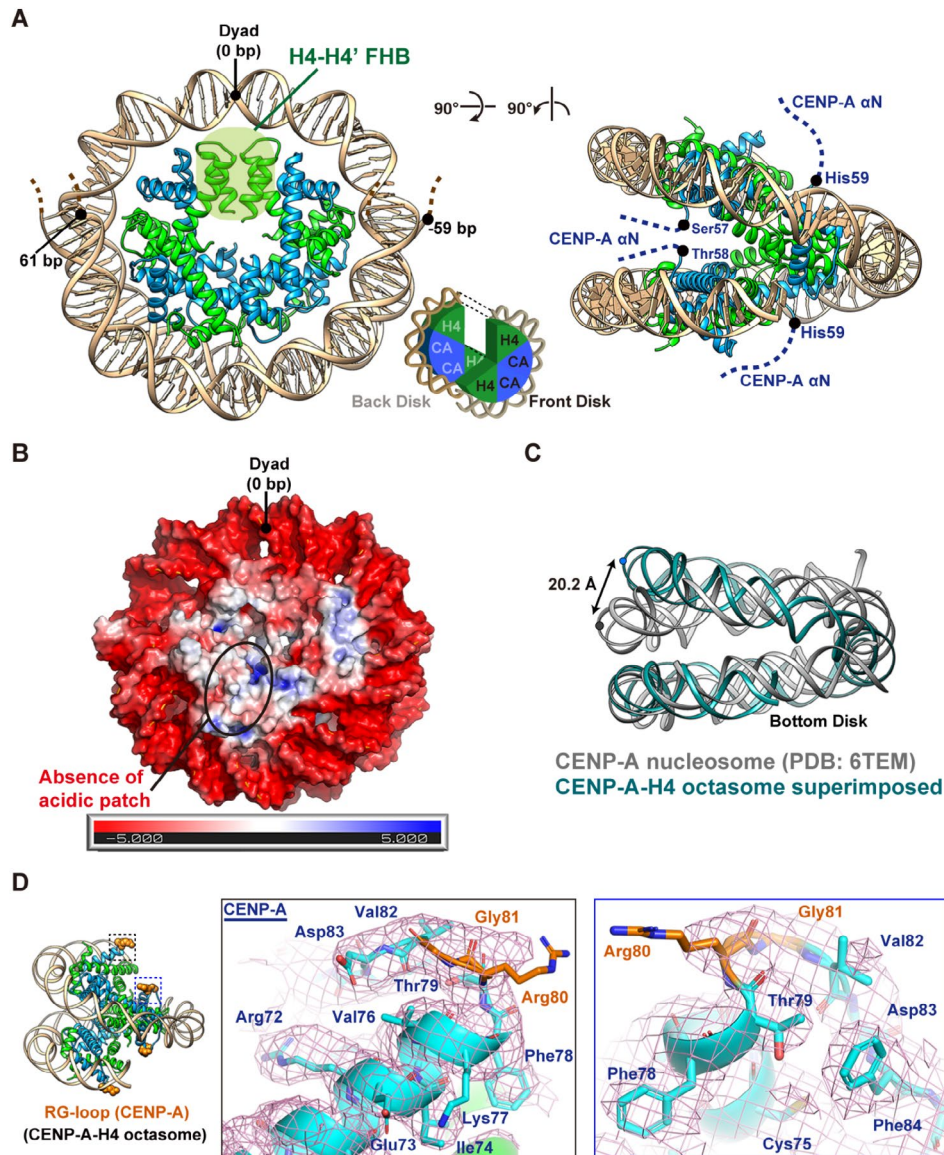 A
Dyad
(0 bp)
H4-H4' FHB
90°
90°
CENP-A αN
His59
61 bp
-59 bp
CENP-A αN
Ser57
Thr58
His59
CENP-A αN
H4
CA
CA
H4
H4
CA
CA
H4
Back Disk
Front Disk
B
Dyad
(0 bp)
Absence of
acidic patch
-5.000
5.000
C
20.2 A
Bottom Disk
CENP-A nucleosome (PDB: 6TEM)
CENP-A-H4 octasome superimposed
D
RG-loop (CENP-A)
(CENP-A-H4 octasome)
CENP-A
Val82
Gly81
Asp83
Thr79
Arg80
Arg72
Val76
Phe78
Lys77
Glu73
Ile74
Gly81
Arg80
Val82
Thr79
Asp83
Phe78
Phe84
Cys75